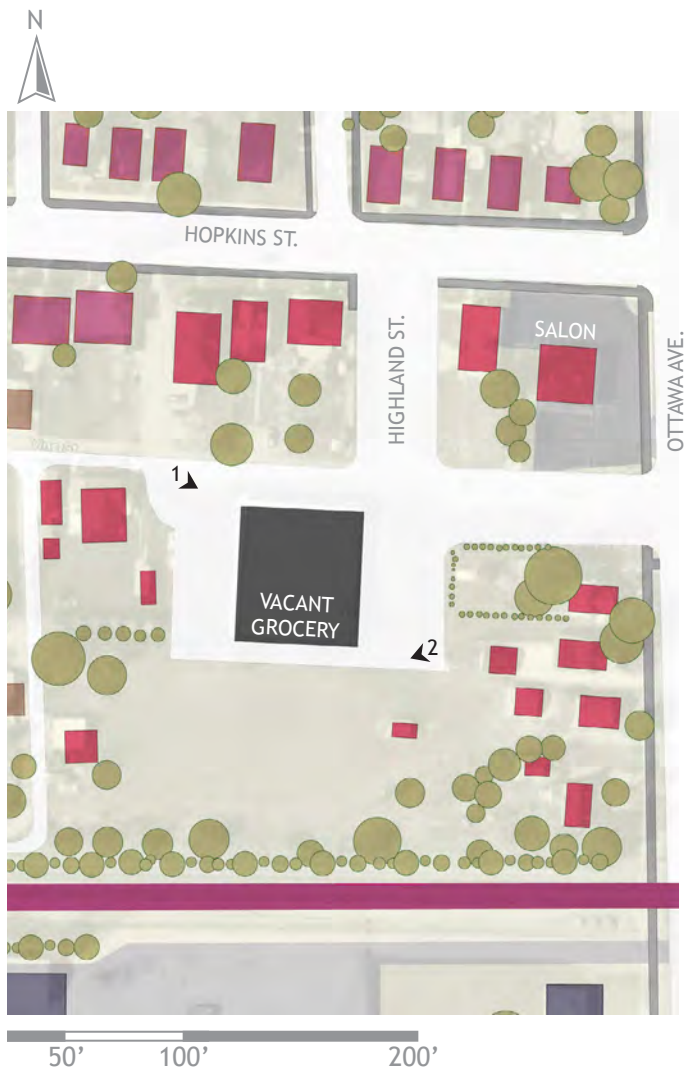 N
HOPKINS ST.
HIGHLAND ST.
SALON
OTTAWA AVE.
1
VACANT
GROCERY
2
50’
100’
200’